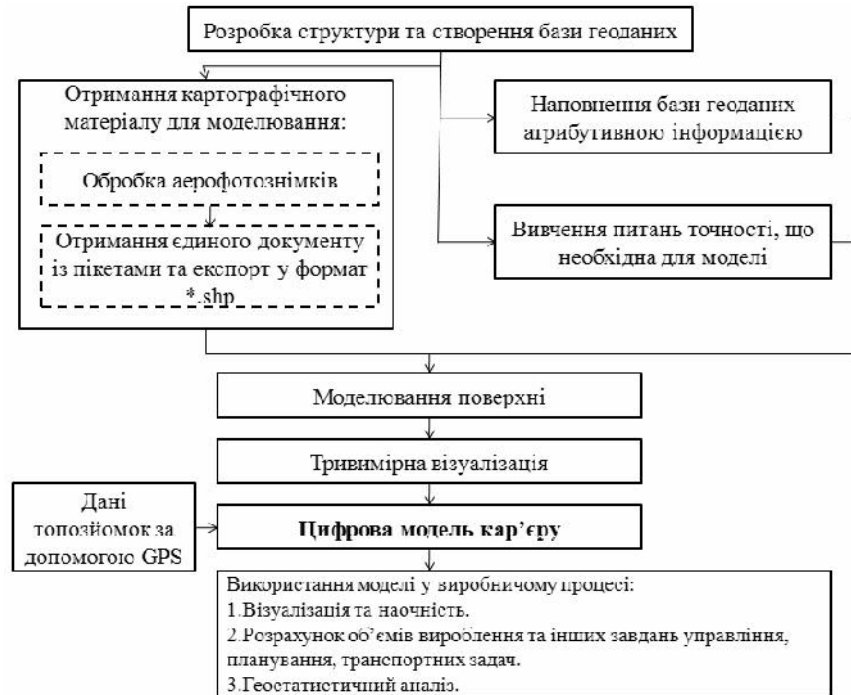 Розробка структури та створення бази геоданих
Отримання картографічного
матеріалу для моделювання:
Обробка аерофотознімків
Отримання єдиного документу
із пікетами та експорт у формат
*.shp
Наповнення бази геоданих
атрибутивною інформацією
Вивчення питань точності, що
необхідна для моделі
Моделювання поверхні
Тривимірна візуалізація
Дані
топозйомок за
допомогою GPS
Цифрова модель кар’єру
Використання моделі у виробничому процесі:
1.Візуалізація та наочність.
2.Розрахунок об’ємів вироблення та інших завдань управління,
планування, транспортних задач.
3.Геостатистичний аналіз.